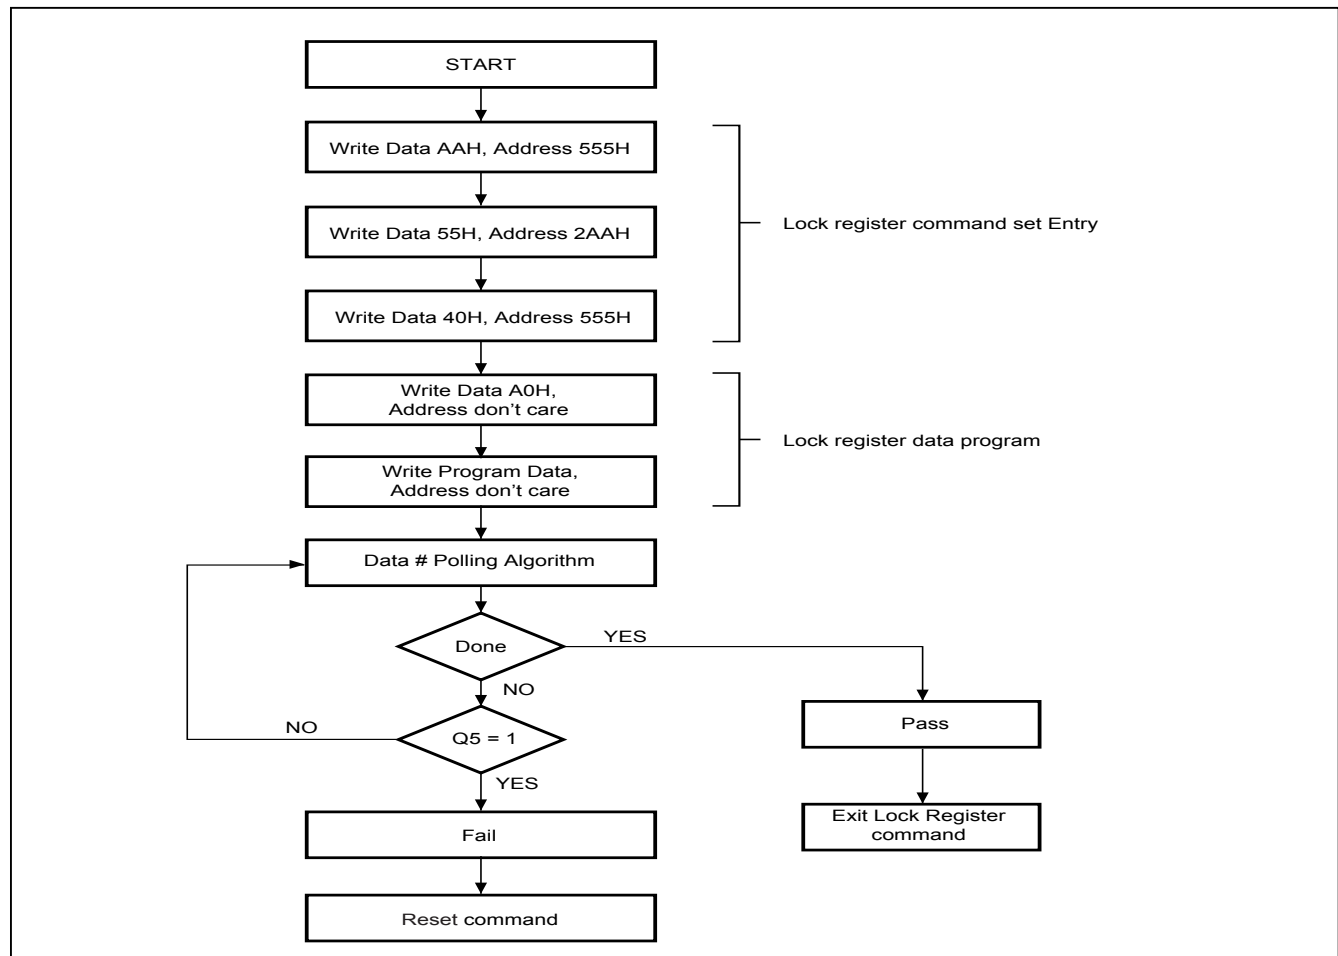 START
Write Data AAH, Address 555H
Write Data 55H, Address 2AAH
Lock register command set Entry
Write Data 40H, Address 555H
Write Data A0H,
Address don't care
Lock register data program
Write Program Data,
Address don't care
Data # Polling Algorithm
Done
YES
NO
Q5 = 1
NO
YES
Pass
Fail
Exit Lock Register
command
Reset command